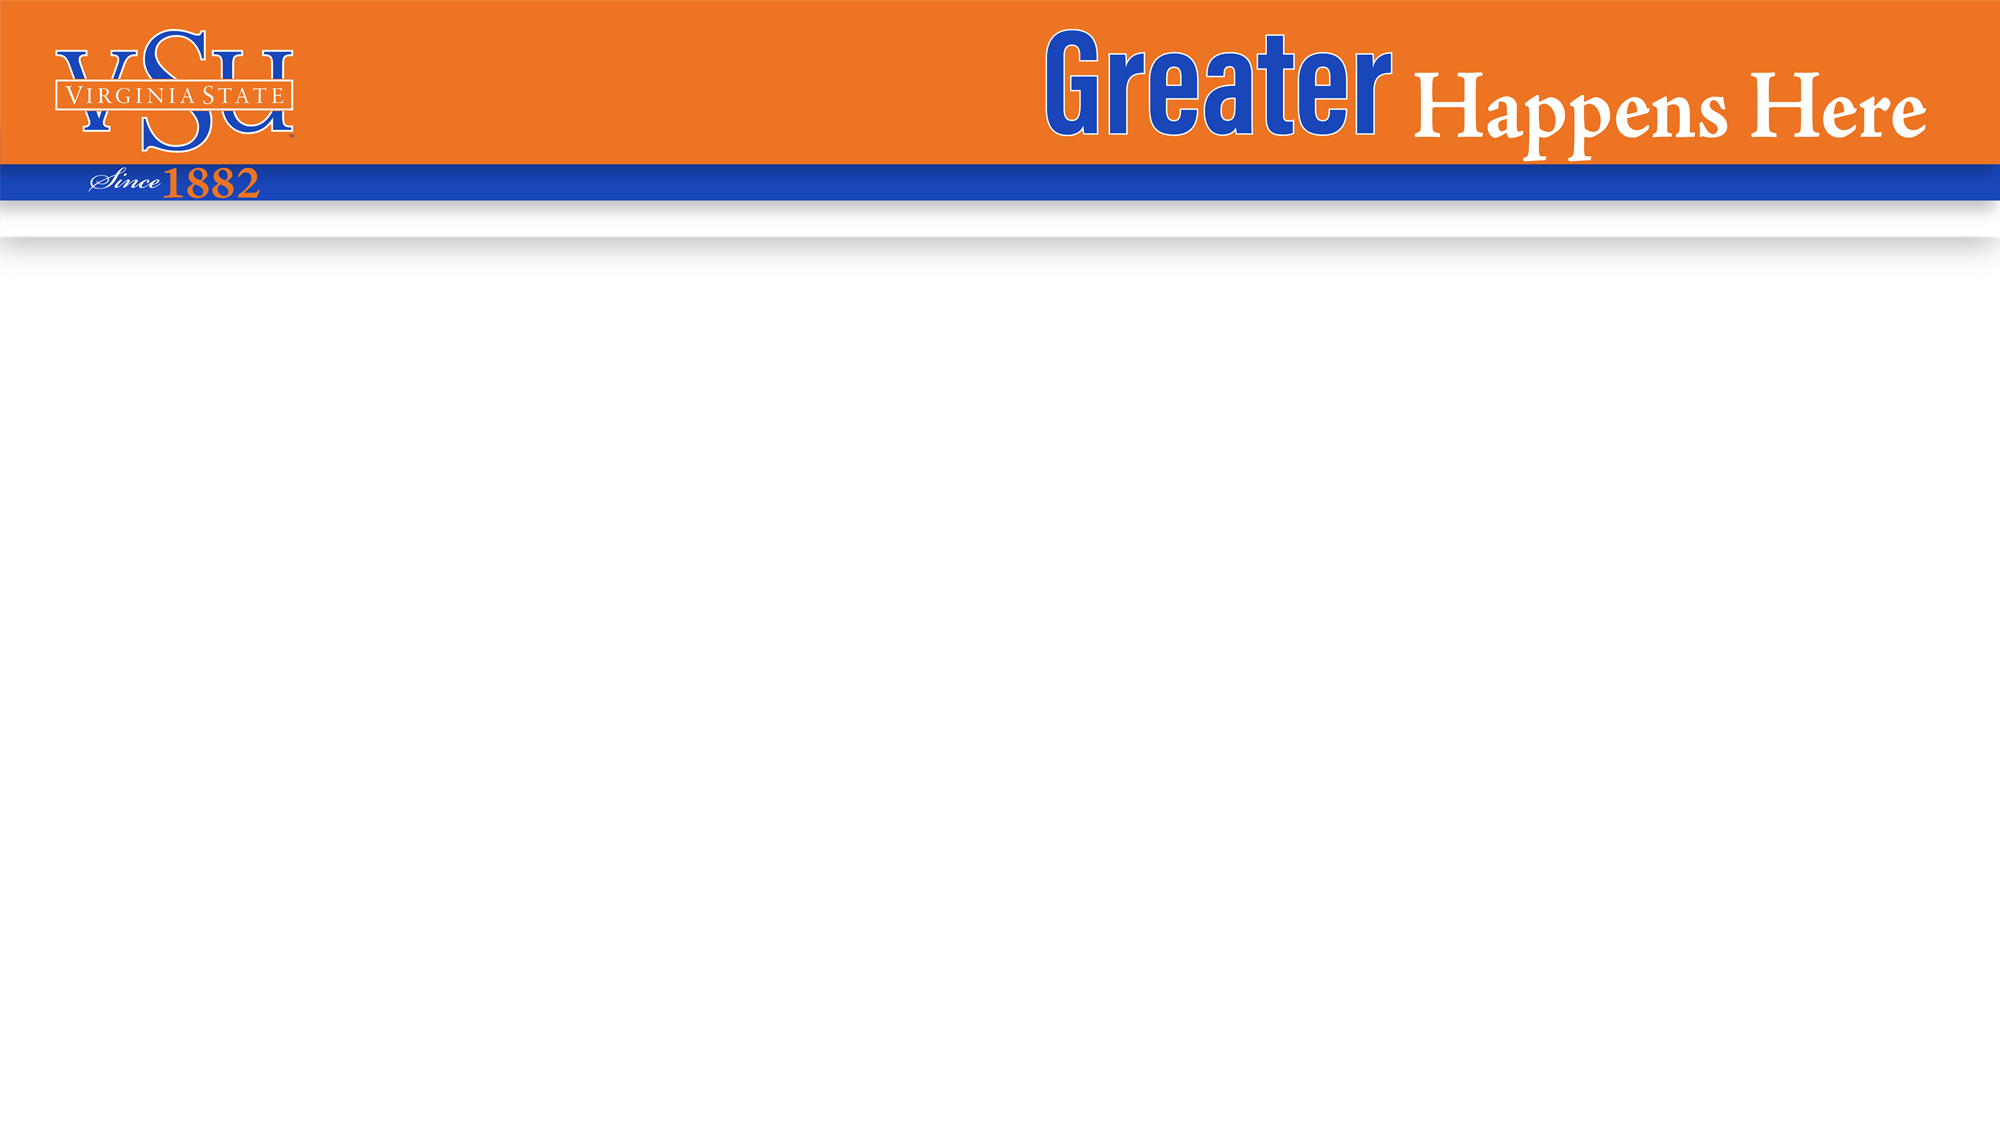 VSU
VIRGINIA STATE
Since 1882
Greater Happens Here